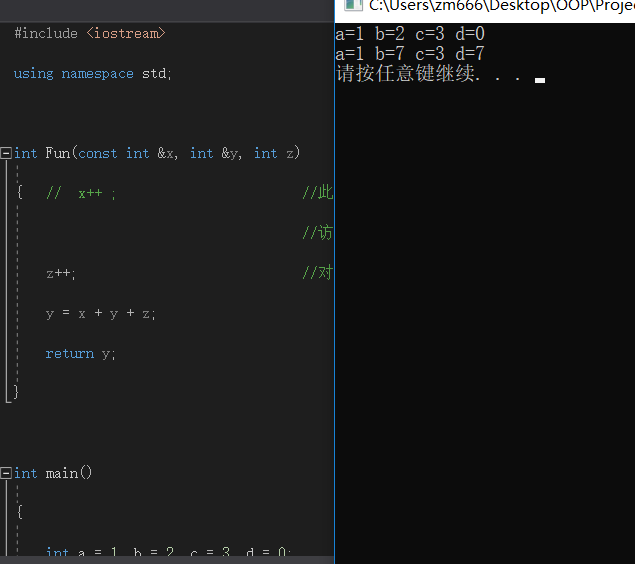 #include <iostream>
using namespace std;
int Fun(const int &x, int &y, int z)
{ // x++ ; //此
//访
z++; //对
y = x + y + z;
return y;
}
int main()
{
int a = 1, b = 2, c = 3, d = 0;
C:\Users\zm666\Desktop\OOP\Proje
a=1 b=2 c=3 d=0
a=1 b=7 c=3 d=7
请按任意键继续. . .